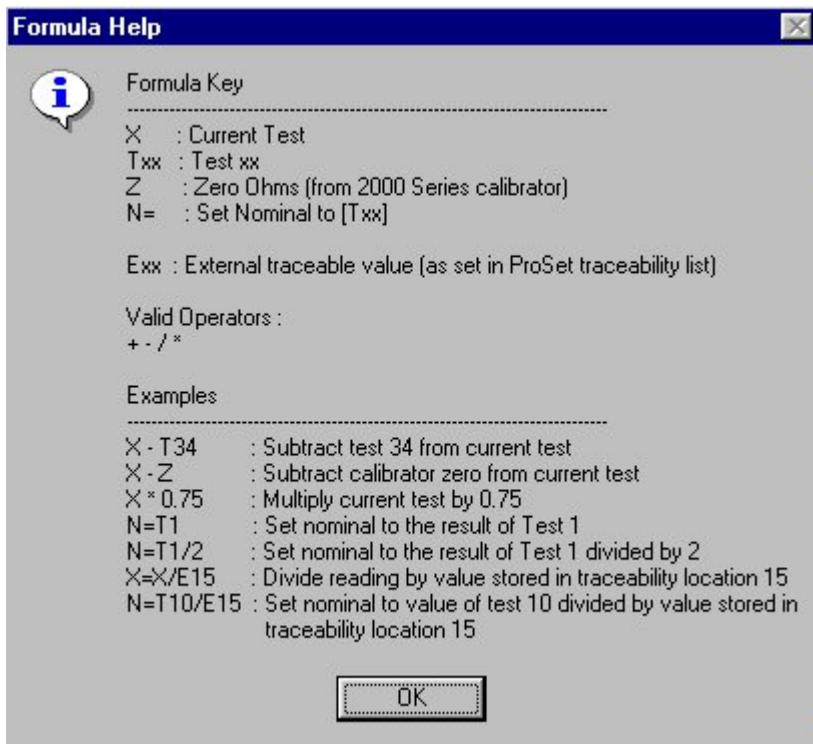 Formula Help
Formula Key
--------------------------------------------------------------------------------
X : Current Test
Txx : Test xx
Z : Zero Ohms (from 2000 Series calibrator)
N= : Set Nominal to [Txx]
Exx : External traceable value (as set in ProSet traceability list)
Valid Operators :
+ - / *
Examples
--------------------------------------------------------------------------------
X - T34 : Subtract test 34 from current test
X - Z : Subtract calibrator zero from current test
X * 0.75 : Multiply current test by 0.75
N=T1 : Set nominal to the result of Test 1
N=T1/2 : Set nominal to the result of Test 1 divided by 2
X=X/E15 : Divide reading by value stored in traceability location 15
N=T10/E15 : Set nominal to value of test 10 divided by value stored in
traceability location 15
OK